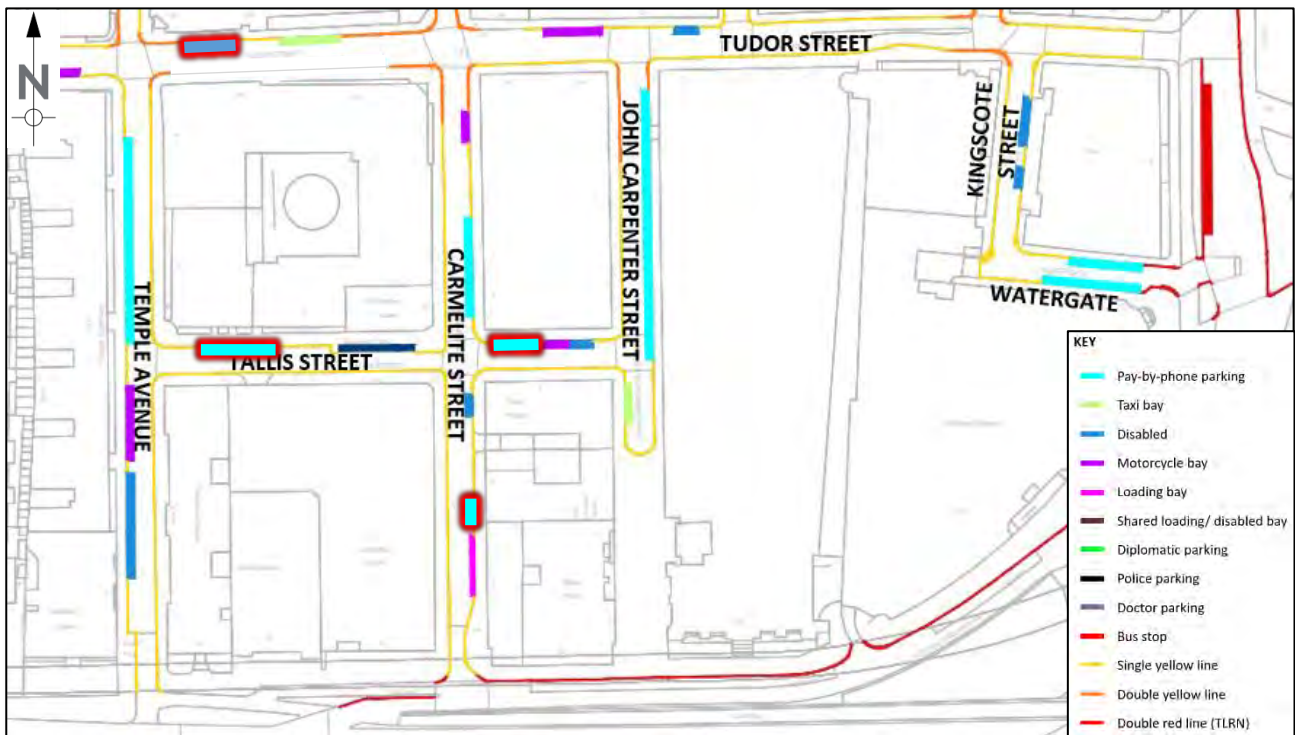 N
TUDOR STREET
KINGSCOTE
STREET
JOHN CARPENTER STREET
CARMELITE STREET
TEMPLE AVENUE
TALLIS STREET
WATERGATE
KEY
Pay-by-phone parking
Taxi bay
Disabled
Motorcycle bay
Loading bay
Shared loading/ disabled bay
Diplomatic parking
Police parking
Doctor parking
Bus stop
Single yellow line
Double yellow line
Double red line (TLRN)